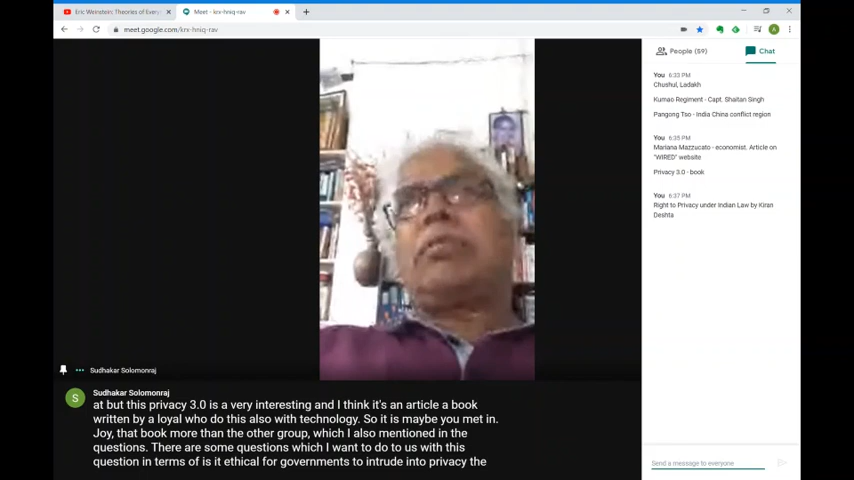 Eric Weinstein: Theories of Every
Meet - krx-hniq-rav
meet.google.com/krx-hniq-rav
A
People (59)
Chat
You 6:33 PM
Chushul, Ladakh
Kumao Regiment - Capt. Shaitan Singh
Pangong Tao - India China conflict region
You 6:35 PM
Mariana Mazzucato - economist. Article on
"WIRED" website
Privacy 3.0 - book
You 6:37 PM
Right to Privacy under Indian Law by Kiran
Deshta
Sudhakar Solomonraj
S
Sudhakar Solomonraj
at but this privacy 3.0 is a very interesting and I think it's an article a book
written by a loyal who do this also with technology. So it is maybe you met in.
Joy, that book more than the other group, which I also mentioned in the
questions. There are some questions which I want to do to us with this
question in terms of is it ethical for governments to intrude into privacy the
Send a message to everyone